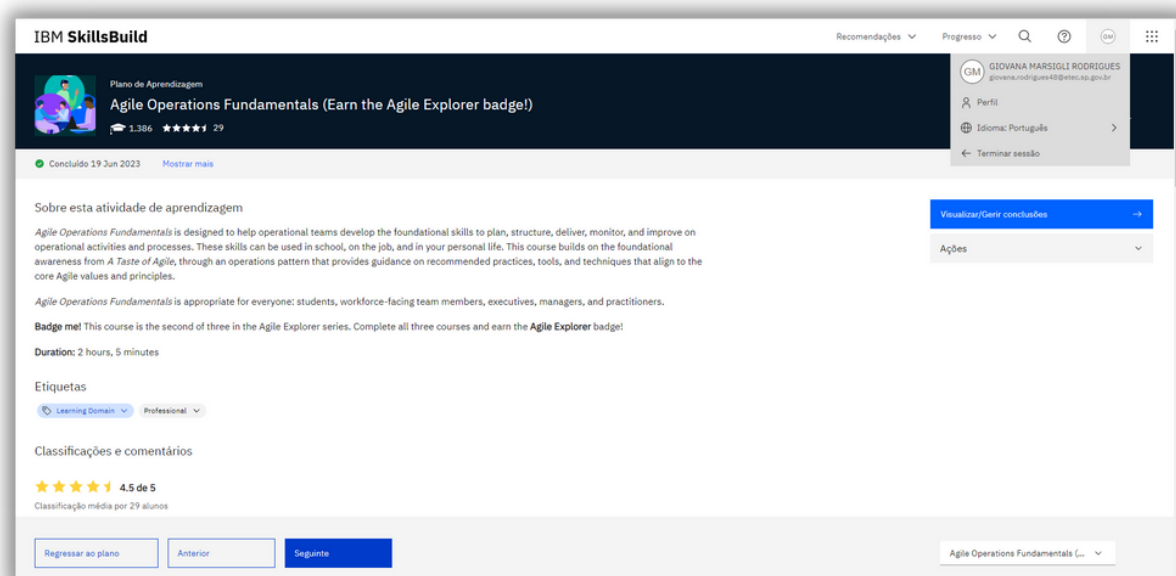 IBM SkillsBuild
Recomendações
Progresso
GM
GM
GIOVANA MARSIGLI RODRIGUES
giovana.rodrigues48@etec.sp.gov.br
Perfil
Idioma: Português
Terminar sessão
Plano de Aprendizagem
Agile Operations Fundamentals (Earn the Agile Explorer badge!)
1.386 29
Concluído 19 Jun 2023 Mostrar mais
Sobre esta atividade de aprendizagem
Agile Operations Fundamentals is designed to help operational teams develop the foundational skills to plan, structure, deliver, monitor, and improve on
operational activities and processes. These skills can be used in school, on the job, and in your personal life. This course builds on the foundational
awareness from A Taste of Agile, through an operations pattern that provides guidance on recommended practices, tools, and techniques that align to the
core Agile values and principles.
Agile Operations Fundamentals is appropriate for everyone: students, workforce-facing team members, executives, managers, and practitioners.
Badge me! This course is the second of three in the Agile Explorer series. Complete all three courses and earn the Agile Explorer badge!
Duration: 2 hours, 5 minutes
Visualizar/Gerir conclusões
Ações
Etiquetas
Learning Domain
Professional
Classificações e comentários
4.5 de 5
Classificação média por 29 alunos
Regressar ao plano
Anterior
Seguinte
Agile Operations Fundamentals (...